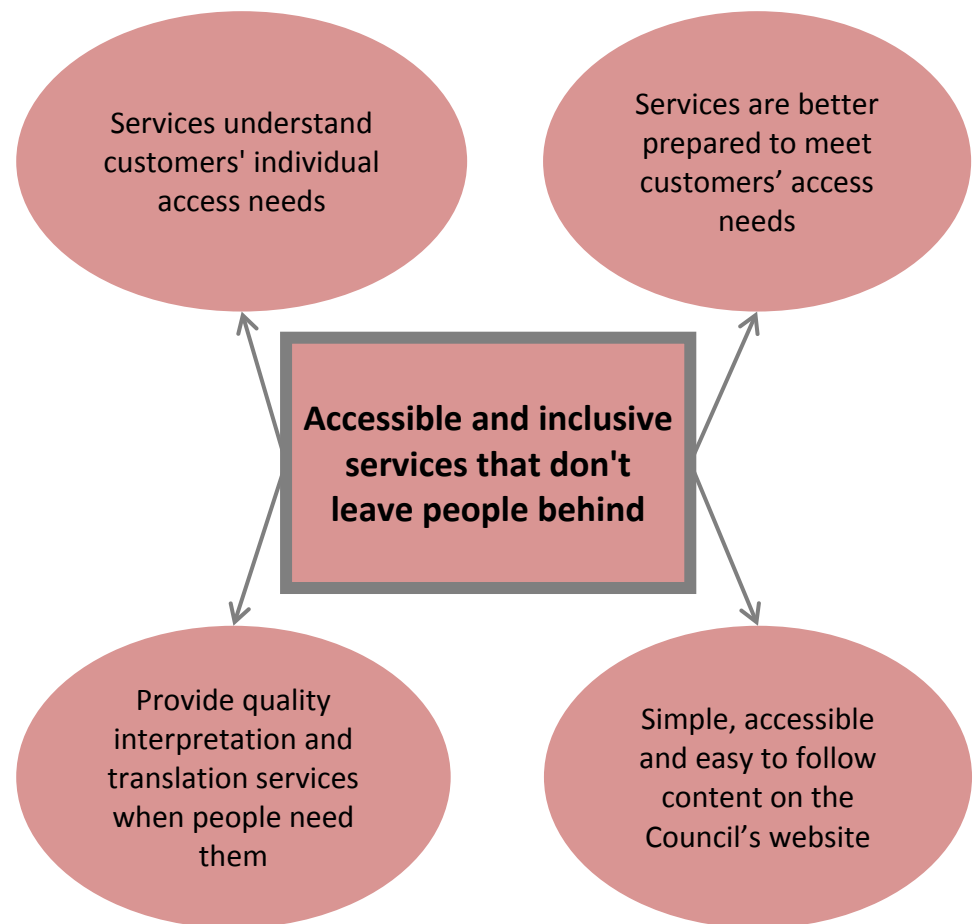 Services understand
customers' individual
access needs
Services are better
prepared to meet
customers’ access
needs
Accessible and inclusive
services that don't
leave people behind
Provide quality
interpretation and
translation services
when people need
them
Simple, accessible
and easy to follow
content on the
Council’s website